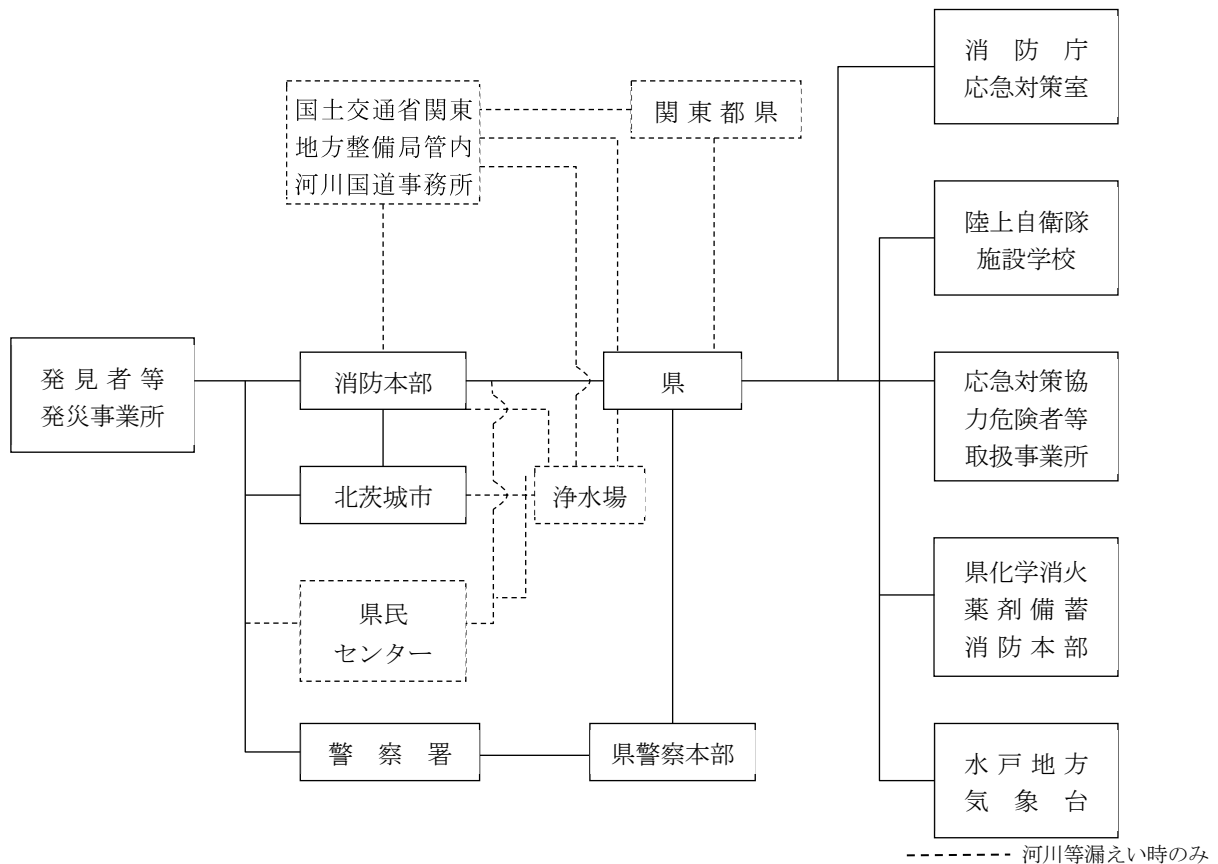 消防庁
応急対策室
国土交通省関東
地方整備局管内
河川国道事務所
関東都県
陸上自衛隊
施設学校
発見者等
発災事業所
消防本部
県
応急対策協
力危険者等
取扱事業所
北茨城市
浄水場
県民
センター
県化学消火
薬剤備蓄
消防本部
警察署
県警察本部
水戸地方
気象台
河川等漏えい時のみ